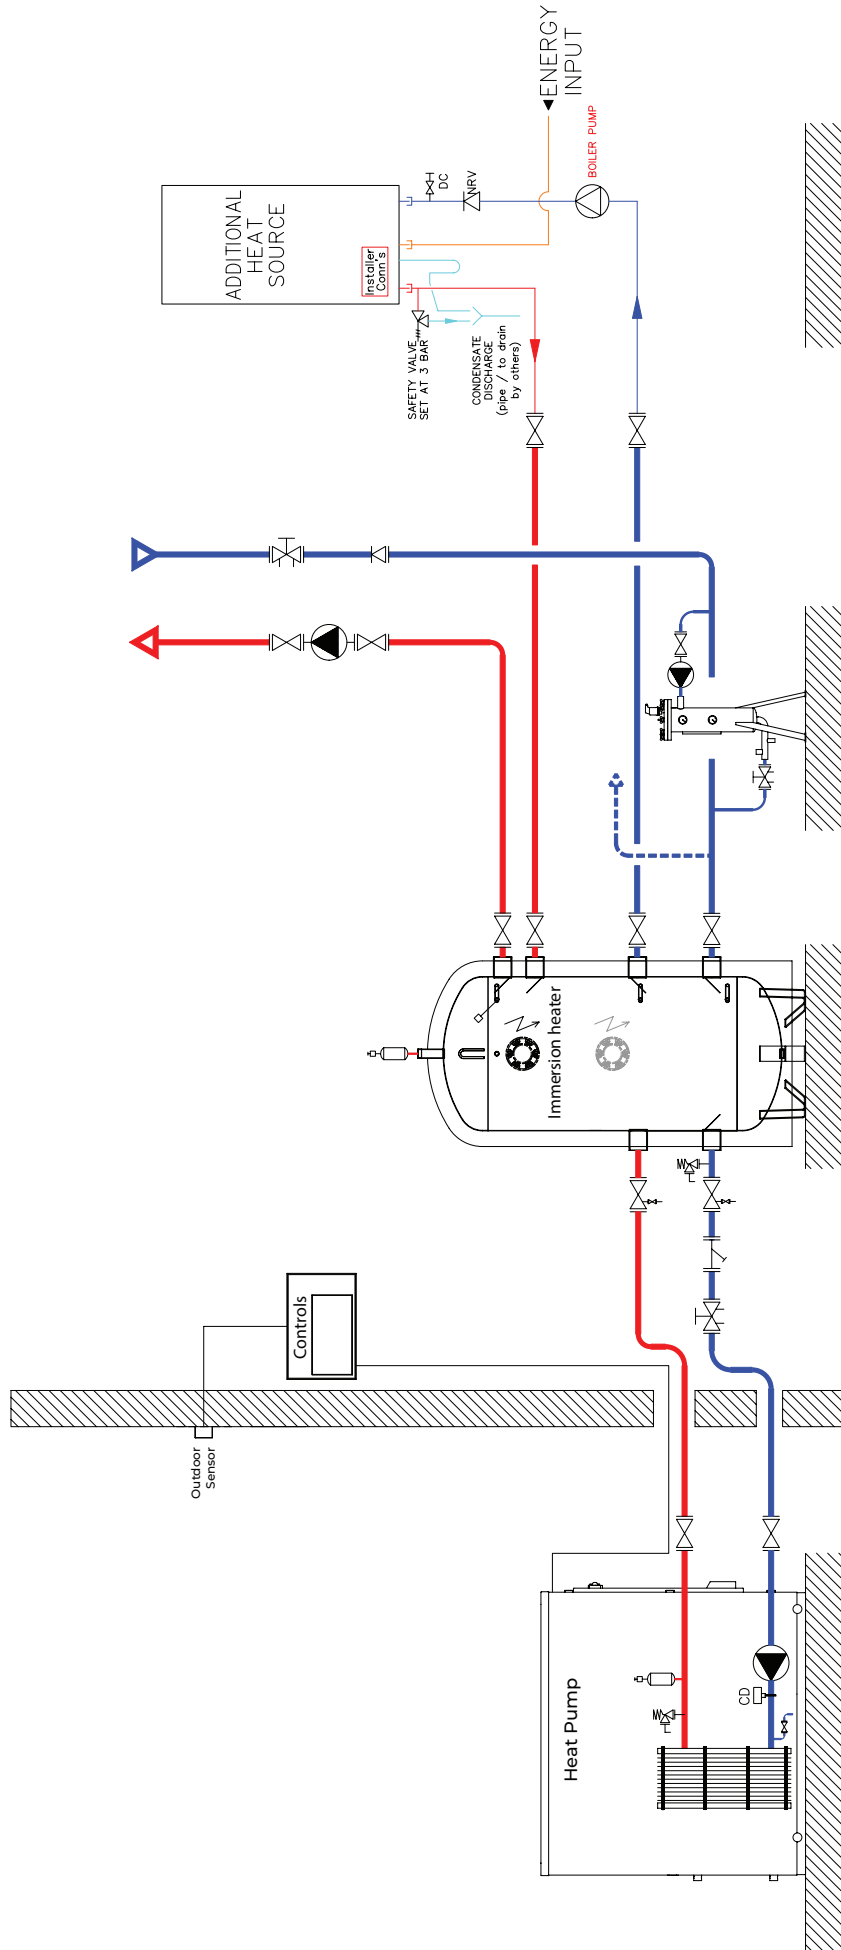 Heat Pump
CD
Outdoor
Sensor
Controls
Immersion heater
SAFETY VALVE
SET AT 3 BAR
CONDENSATE
DISCHARGE
(pipe / to drain
by others)
ADDITIONAL
HEAT
SOURCE
Installer
Conn's
DC
NRV
BOILER PUMP
ENERGY
INPUT